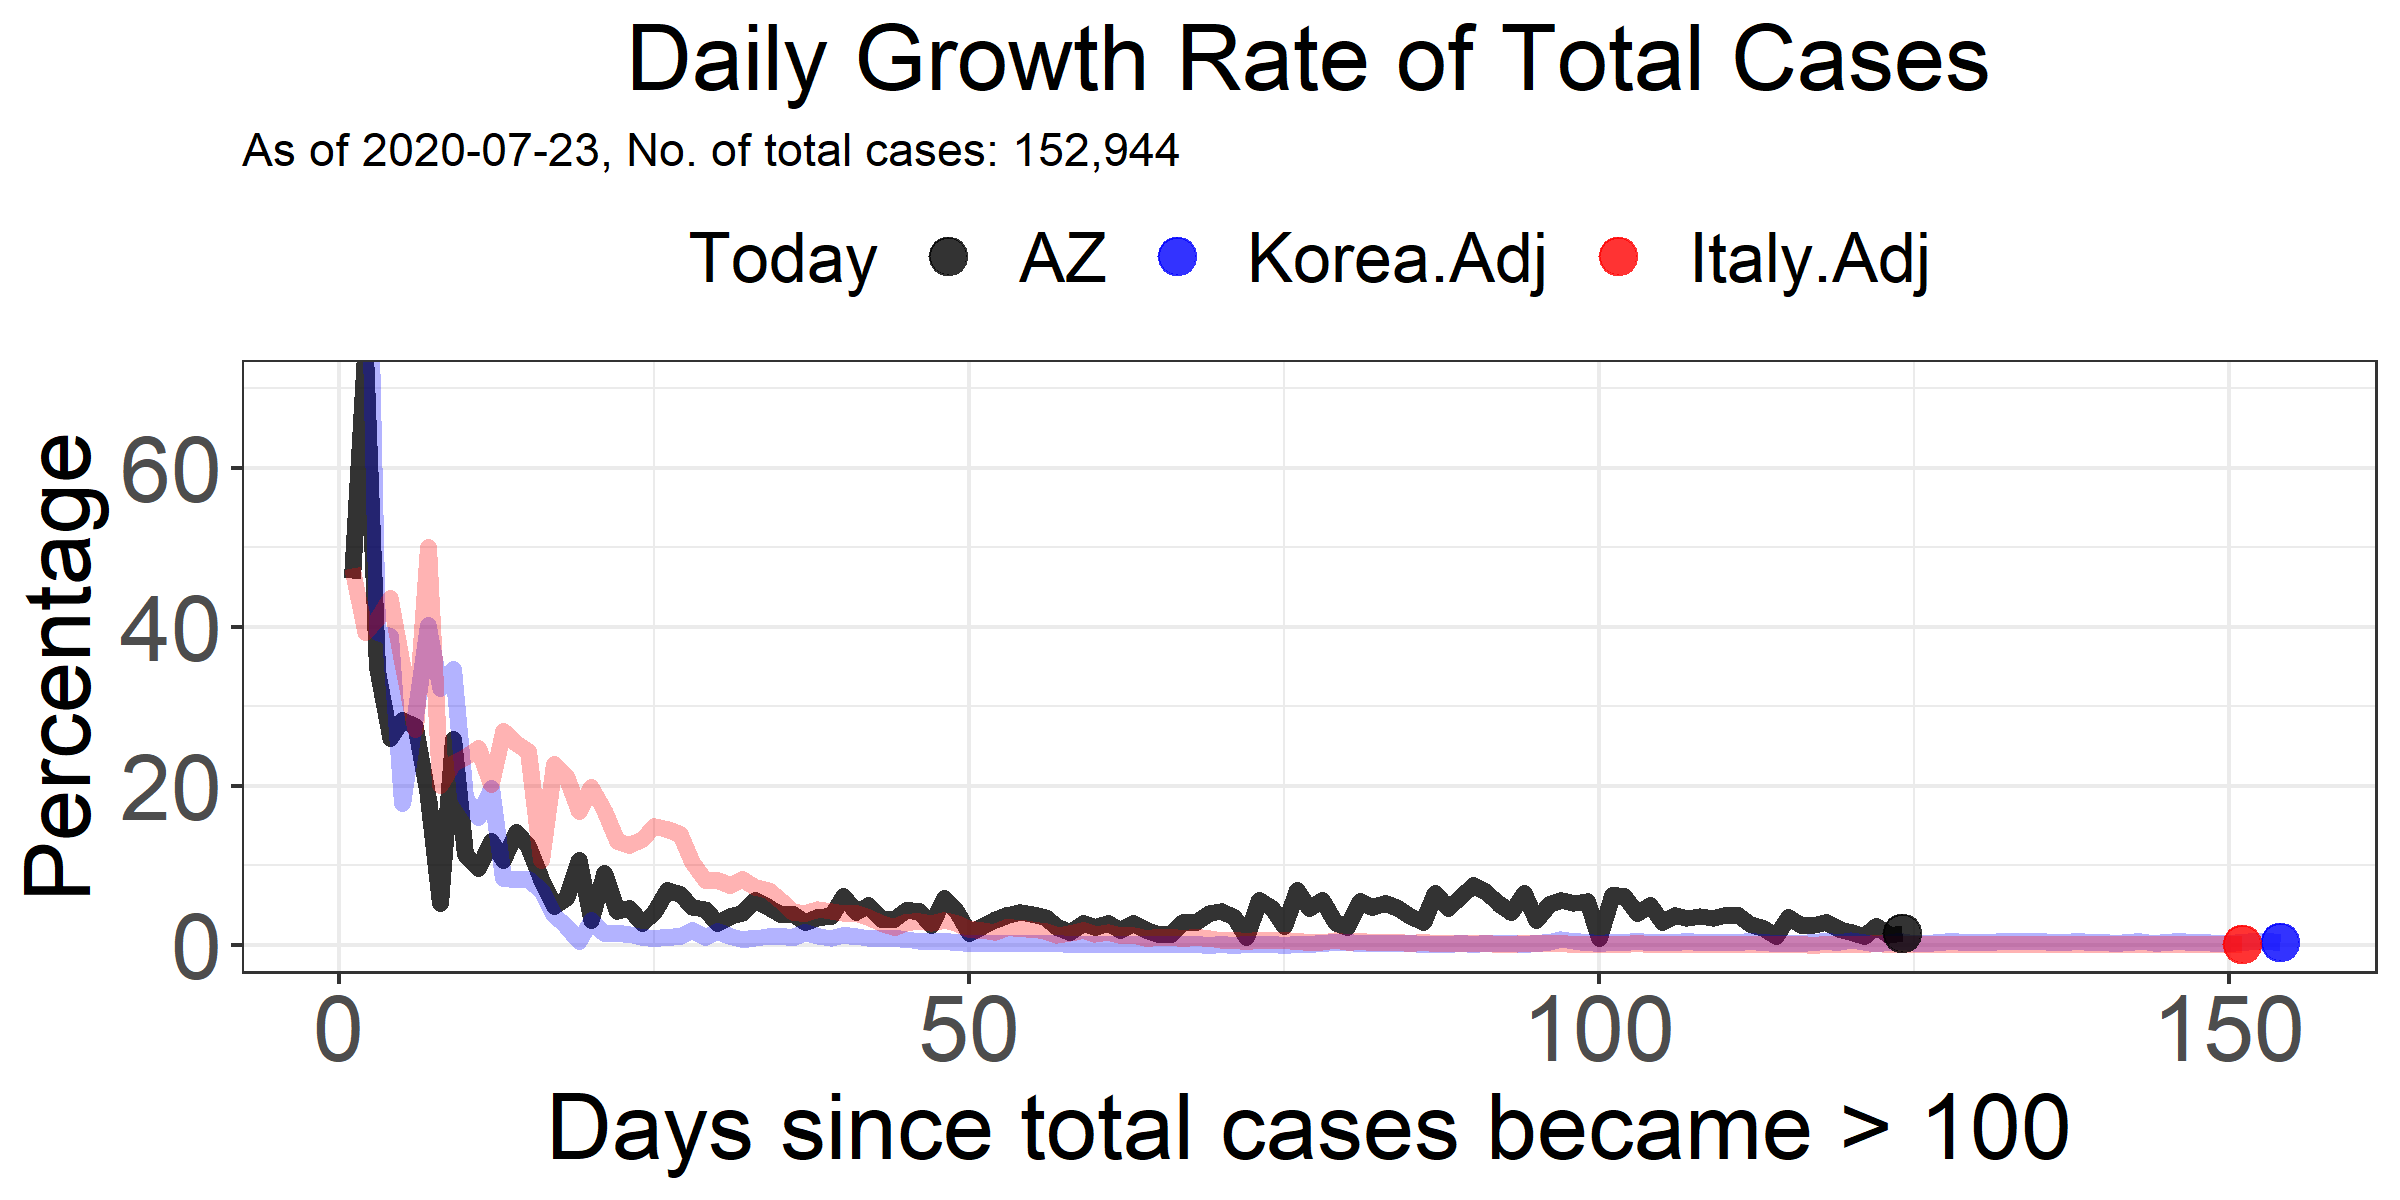 Daily Growth Rate of Total Cases
As of 2020-07-23, No. of total cases: 152,944
Today AZ Korea.Adj Italy.Adj
Percentage
60
40
20
0
0 50 100 150
Days since total cases became > 100